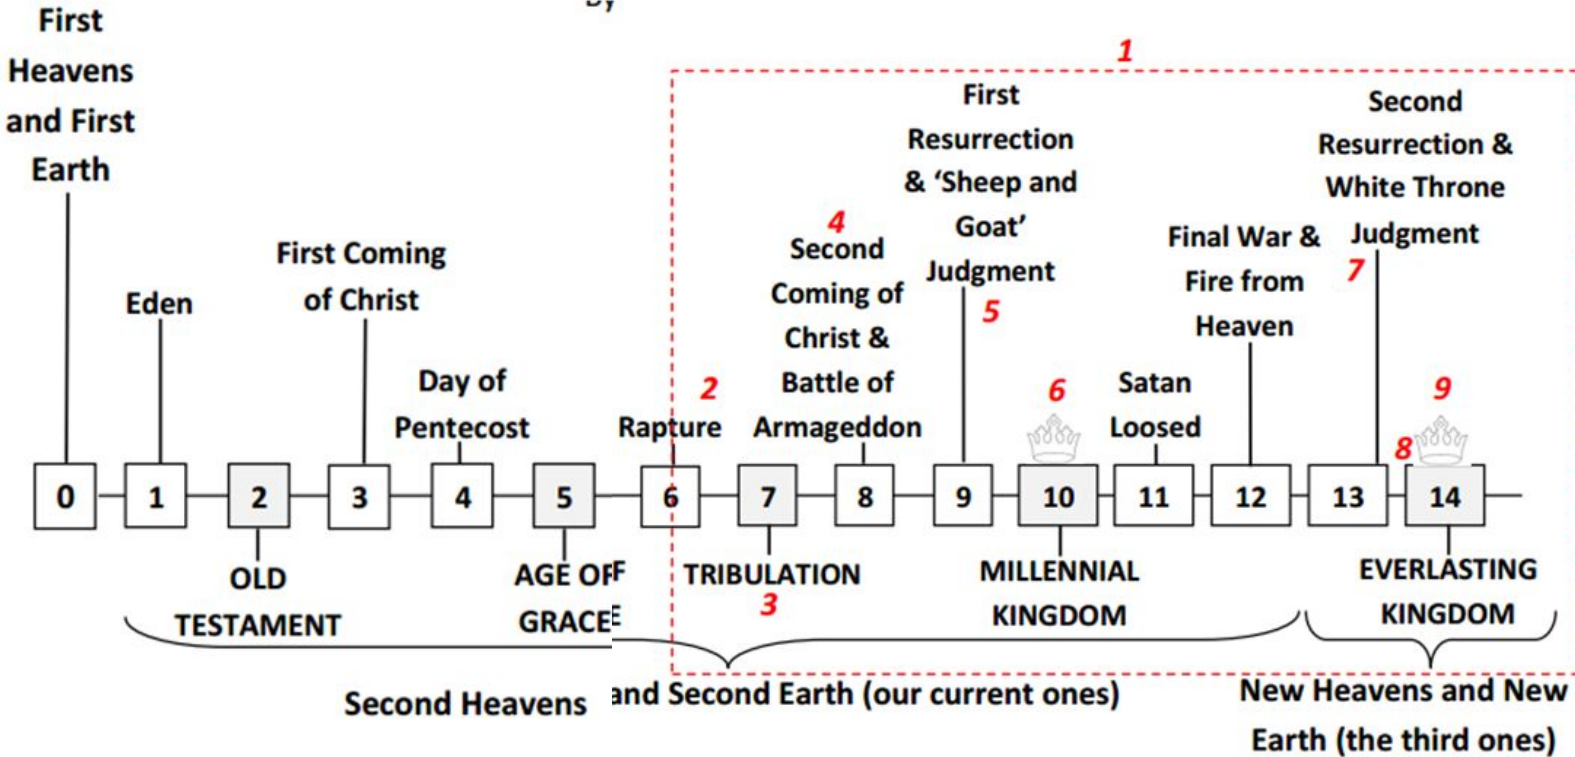 By
First
Heavens
and First
Earth
Eden
First Coming
of Christ
Day of
Pentecost
Rapture
2
4
Second
Coming of
Christ &
Battle of
Armageddon
1
First
Resurrection
& ‘Sheep and
Goat’
Judgment
5
6
Satan
Loosed
Final War &
Fire from
Heaven
Second
Resurrection &
White Throne
Judgment
7
8
9
0 1 2 3 4 5 6 7 8 9 10 11 12 13 14
OLD
TESTAMENT
AGE OFF
GRACEE
TRIBULATION
3
MILLENNIAL
KINGDOM
EVERLASTING
KINGDOM
Second Heavens and Second Earth (our current ones)
New Heavens and New
Earth (the third ones)